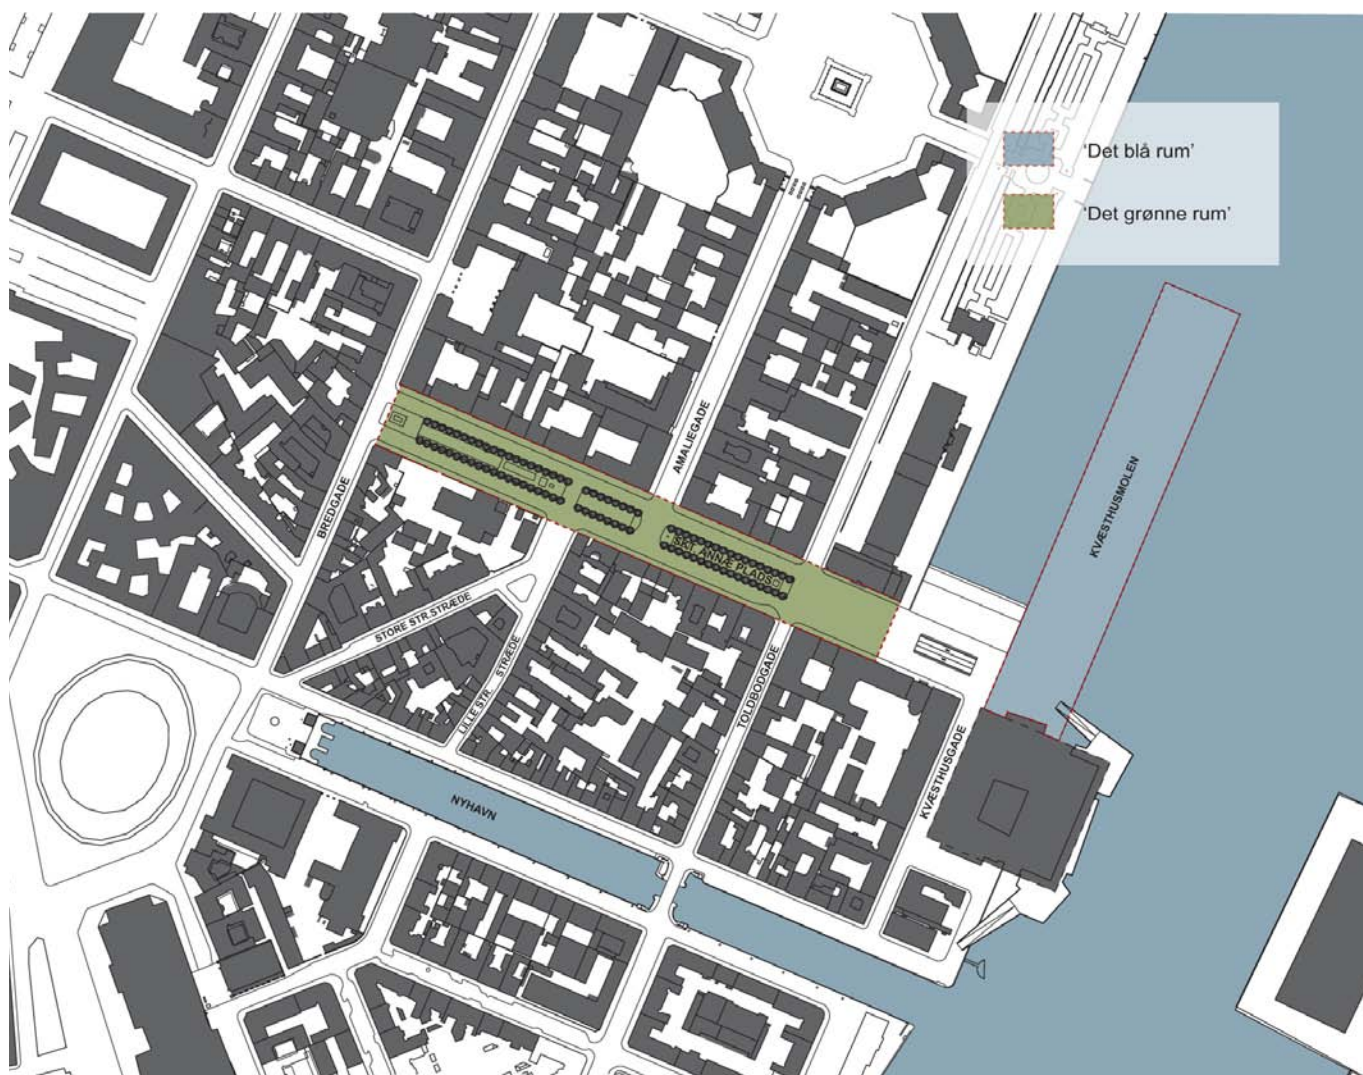 'Det blå rum'
'Det grønne rum'
AMALIEGADE
KVÆSTHUSMOLEN
BREDGADE
SKT. ANNÆ PLADS
STORE STR.STRÆDE
LILLE STR. STRÆDE
TOLDBODGADE
KVÆSTHUSGADE
NYHAVN